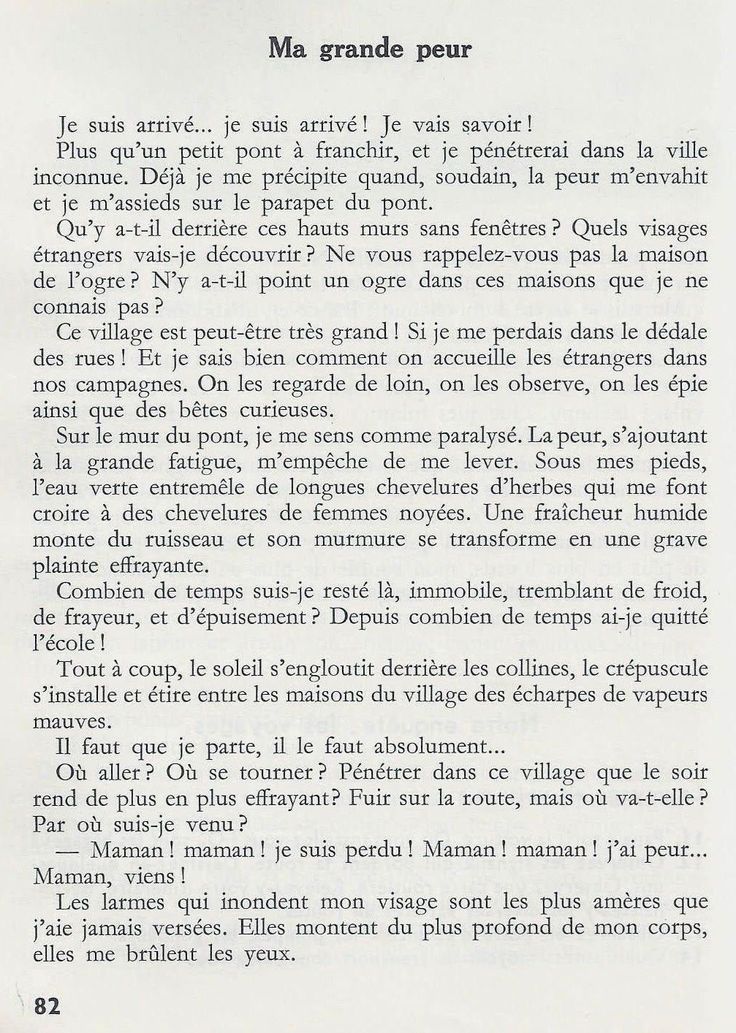 Ma grande peur
Je suis arrivé... je suis arrivé ! Je vais savoir !
Plus qu'un petit pont à franchir, et je pénétrerai dans la ville
inconnue. Déjà je me précipite quand, soudain, la peur m'envahit
et je m'assieds sur le parapet du pont.
Qu'y a-t-il derrière ces hauts murs sans fenêtres ? Quels visages
étrangers vais-je découvrir ? Ne vous rappelez-vous pas la maison
de l'ogre ? N'y a-t-il point un ogre dans ces maisons que je ne
connais pas ?
Ce village est peut-être très grand ! Si je me perdais dans le dédale
des rues ! Et je sais bien comment on accueille les étrangers dans
nos campagnes. On les regarde de loin, on les observe, on les épie
ainsi que des bêtes curieuses.
Sur le mur du pont, je me sens comme paralysé. La peur, s'ajoutant
à la grande fatigue, m'empêche de me lever. Sous mes pieds,
l'eau verte entremêle de longues chevelures d'herbes qui me font
croire à des chevelures de femmes noyées. Une fraîcheur humide
monte du ruisseau et son murmure se transforme en une grave
plainte effrayante.
Combien de temps suis-je resté là, immobile, tremblant de froid,
de frayeur, et d'épuisement ? Depuis combien de temps ai-je quitté
l'école !
Tout à coup, le soleil s'engloutit derrière les collines, le crépuscule
s'installe et étire entre les maisons du village des écharpes de vapeurs
mauves.
Il faut que je parte, il le faut absolument...
Où aller ? Où se tourner ? Pénétrer dans ce village que le soir
rend de plus en plus effrayant ? Fuir sur la route, mais où va-t-elle ?
Par où suis-je venu ?
— Maman ! maman ! je suis perdu ! Maman ! maman ! j'ai peur...
Maman, viens !
Les larmes qui inondent mon visage sont les plus amères que
j'aie jamais versées. Elles montent du plus profond de mon corps,
elles me brûlent les yeux.
82